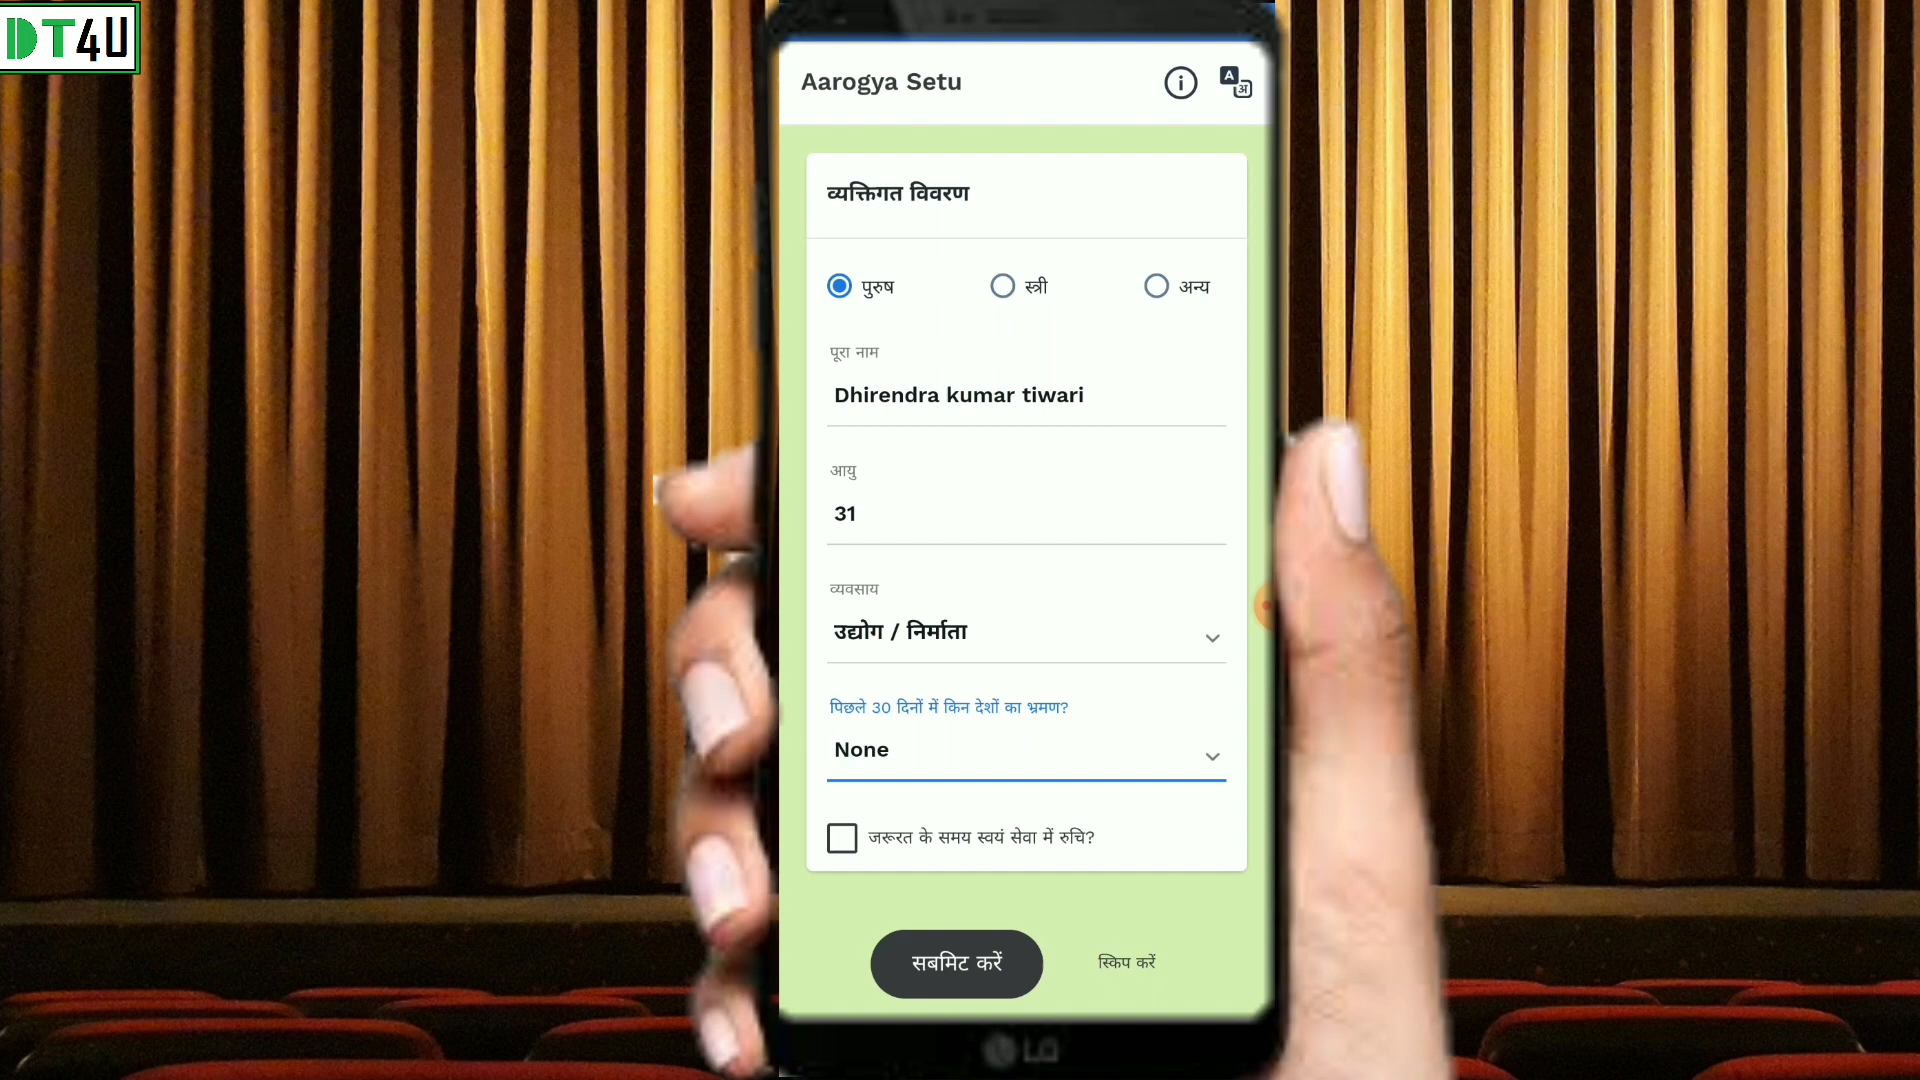 DT4U
Aarogya Setu
व्यक्तिगत विवरण
पुरुष स्त्री अन्य
पूरा नाम
Dhirendra kumar tiwari
आयु
31
व्यवसाय
उद्योग / निर्माता
पिछले 30 दिनों में किन देशों का भ्रमण?
None
जरूरत के समय स्वयं सेवा में रुचि?
सबमिट करें स्किप करें
LG